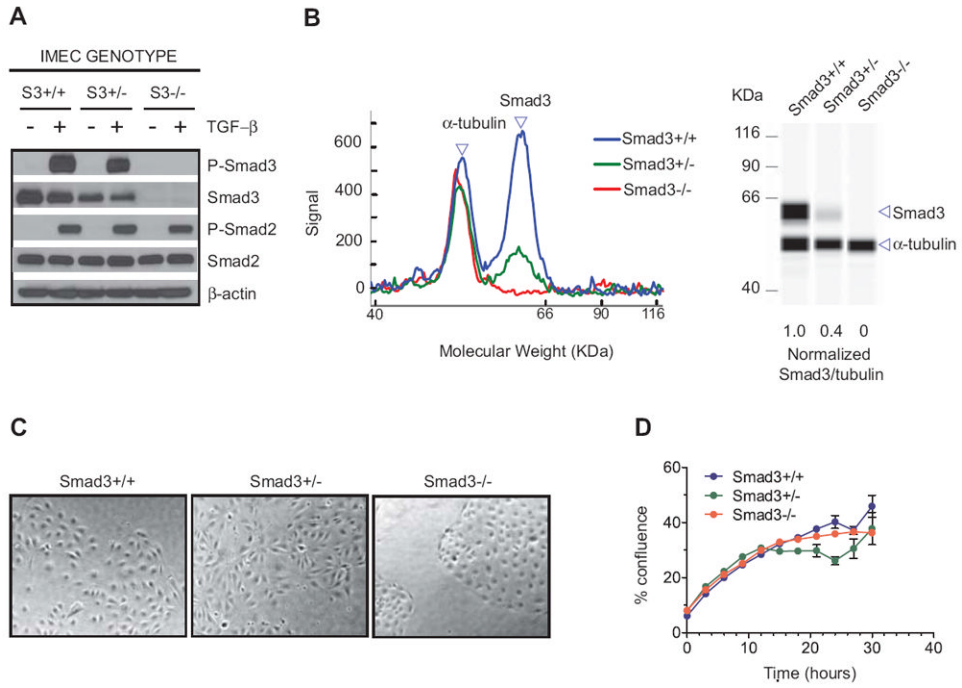 A
IMEC GENOTYPE
S3+/+ S3+/- S3-/-
- + - + - + TGF–β
P-Smad3
Smad3
P-Smad2
Smad2
β-actin
B
Smad3
α-tubulin
600
400
200
0
Signal
40 66 90 116
Molecular Weight (KDa)
Smad3+/+
Smad3+/-
Smad3-/-
KDa
Smad3+/+
Smad3+/-
Smad3-/-
116
90
66
40
Smad3
α-tubulin
1.0 0.4 0
Normalized
Smad3/tubulin
C
Smad3+/+ Smad3+/- Smad3-/-
D
60
40
20
0
% confluence
Smad3+/+
Smad3+/-
Smad3-/-
0 10 20 30 40
Time (hours)